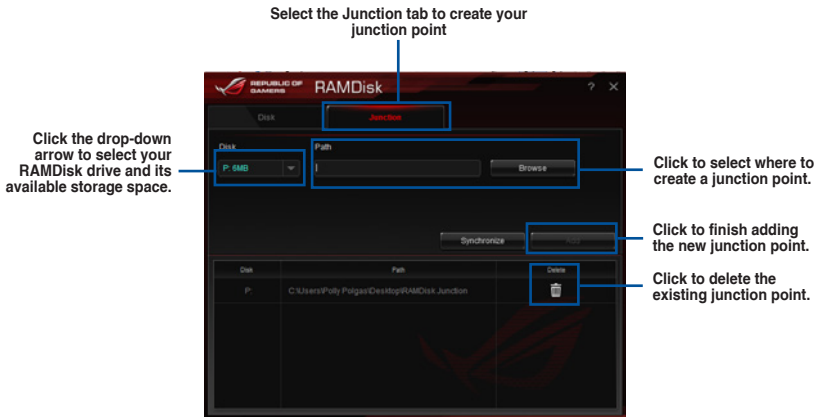 Select the Junction tab to create your
junction point
REPUBLIC OF
GAMERS
RAMDisk
? ×
Disk
Junction
Click the drop-down
arrow to select your
RAMDisk drive and its
available storage space.
Disk
Path
P: 6MB
Browse
Click to select where to
create a junction point.
Synchronize
Add
Click to finish adding
the new junction point.
Disk
Path
Delete
P:
C:\Users\Polly Polgas\Desktop\RAMDisk Junction
Click to delete the
existing junction point.